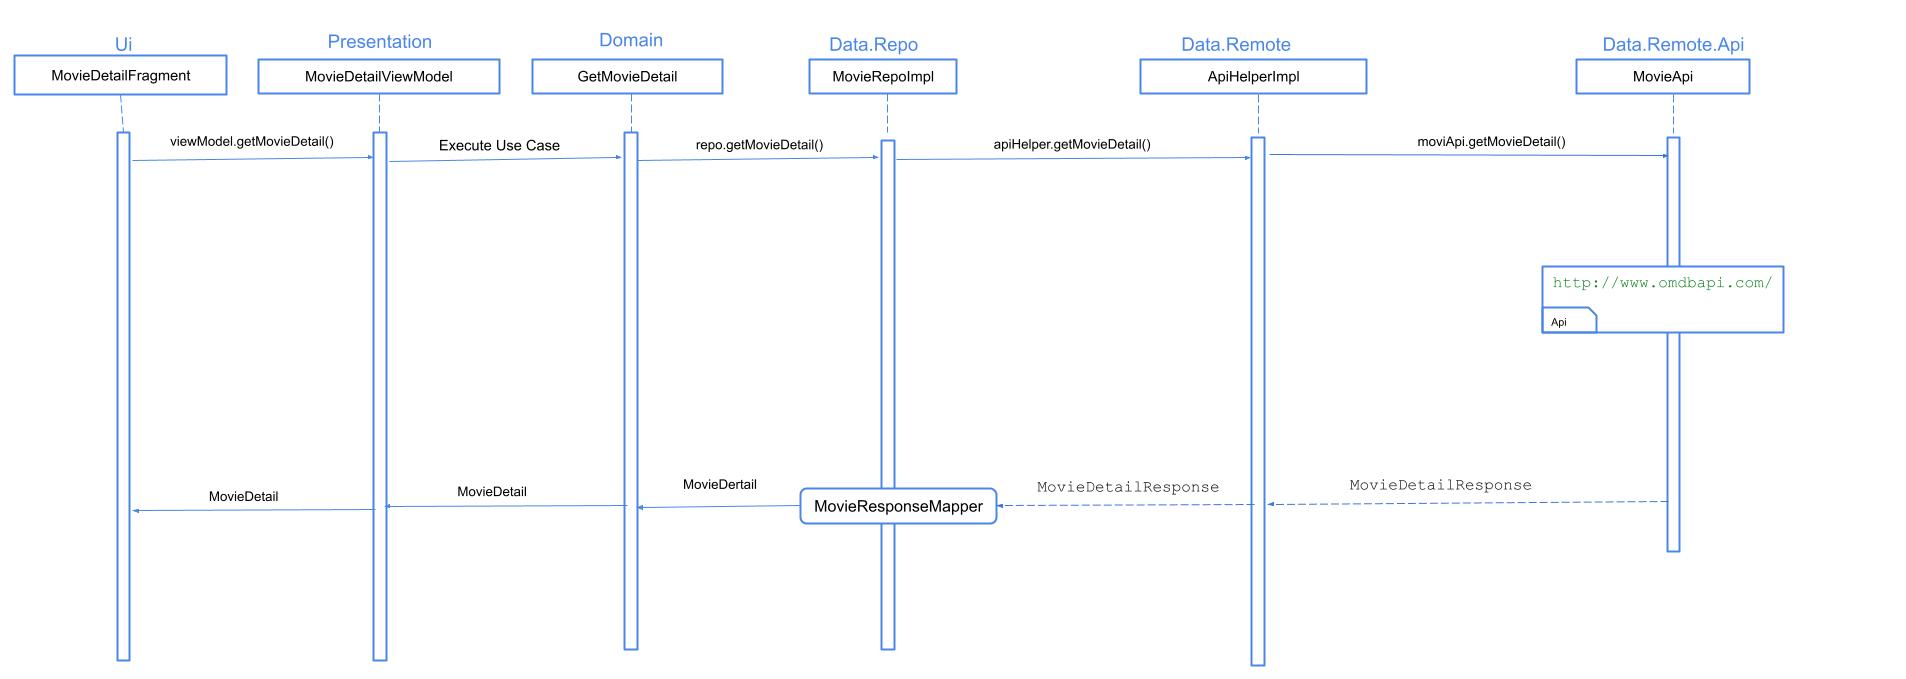 Ui
Presentation
Domain
Data.Repo
Data.Remote
Data.Remote.Api
MovieDetailFragment
MovieDetailViewModel
GetMovieDetail
MovieRepoImpl
ApiHelperImpl
MovieApi
viewModel.getMovieDetail()
Execute Use Case
repo.getMovieDetail()
apiHelper.getMovieDetail()
moviApi.getMovieDetail()
http://www.omdbapi.com/
Api
MovieDetail
MovieDetail
MovieDertail
MovieResponseMapper
MovieDetailResponse
MovieDetailResponse